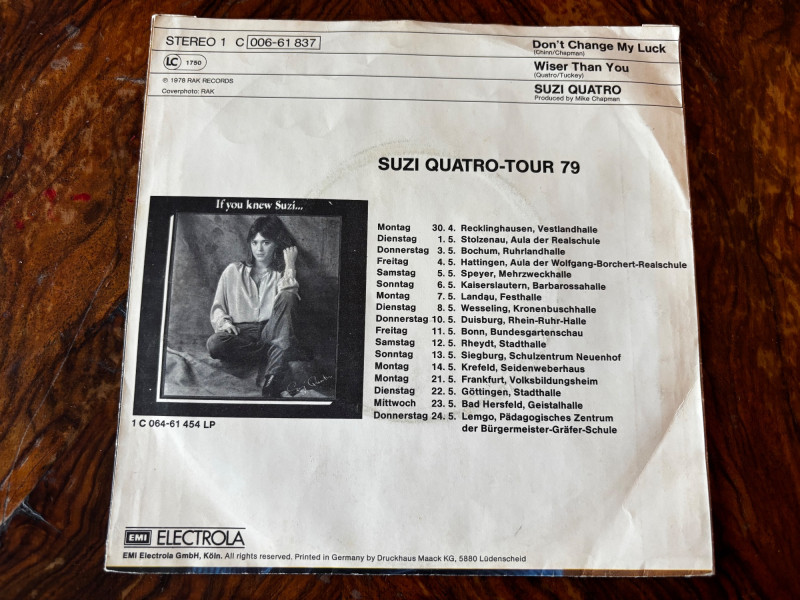 STEREO 1 C 006-61 837
LC 1750
℗ 1978 RAK RECORDS
Coverphoto: RAK
Don't Change My Luck
(Chinn/Chapman)
Wiser Than You
(Quatro/Tuckey)
SUZI QUATRO
Produced by Mike Chapman
SUZI QUATRO-TOUR 79
If you knew Suzi...
Suzi Quatro
1 C 064-61 454 LP
Montag 30. 4. Recklinghausen, Vestlandhalle
Dienstag 1. 5. Stolzenau, Aula der Realschule
Donnerstag 3. 5. Bochum, Ruhrlandhalle
Freitag 4. 5. Hattingen, Aula der Wolfgang-Borchert-Realschule
Samstag 5. 5. Speyer, Mehrzweckhalle
Sonntag 6. 5. Kaiserslautern, Barbarossahalle
Montag 7. 5. Landau, Festhalle
Dienstag 8. 5. Wesseling, Kronenbuschhalle
Donnerstag 10. 5. Duisburg, Rhein-Ruhr-Halle
Freitag 11. 5. Bonn, Bundesgartenschau
Samstag 12. 5. Rheydt, Stadthalle
Sonntag 13. 5. Siegburg, Schulzentrum Neuenhof
Montag 14. 5. Krefeld, Seidenweberhaus
Montag 21. 5. Frankfurt, Volksbildungsheim
Dienstag 22. 5. Göttingen, Stadthalle
Mittwoch 23. 5. Bad Hersfeld, Geistalhalle
Donnerstag 24. 5. Lemgo, Pädagogisches Zentrum
der Bürgermeister-Gräfer-Schule
EMI ELECTROLA
EMI Electrola GmbH, Köln. All rights reserved. Printed in Germany by Druckhaus Maack KG, 5880 Lüdenscheid